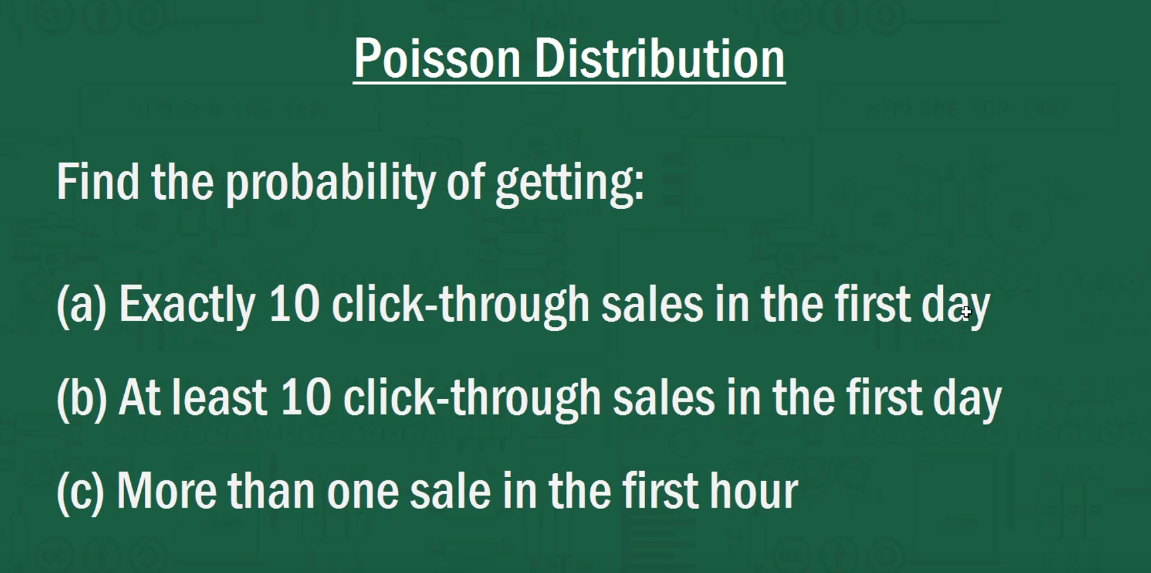 Poisson Distribution
Find the probability of getting:
(a) Exactly 10 click-through sales in the first day
(b) At least 10 click-through sales in the first day
(c) More than one sale in the first hour